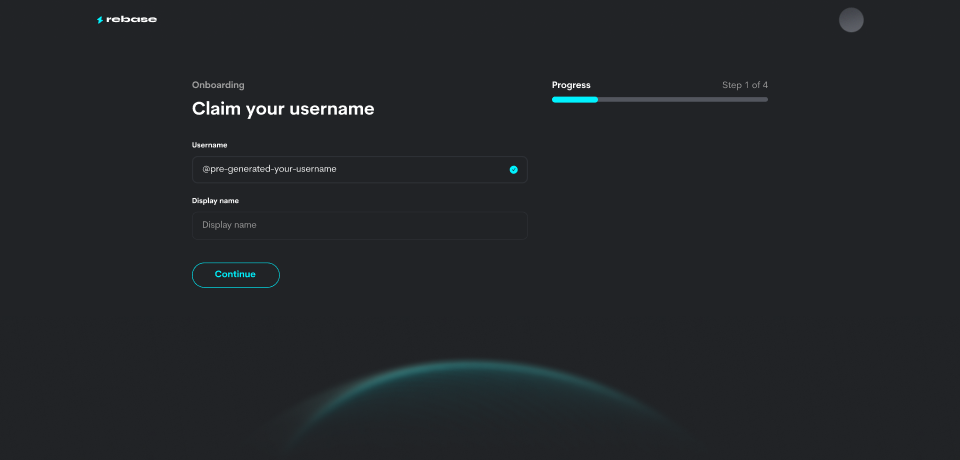 rebase
Onboarding
Claim your username
Username
@pre-generated-your-username
Display name
Display name
Continue
Progress
Step 1 of 4